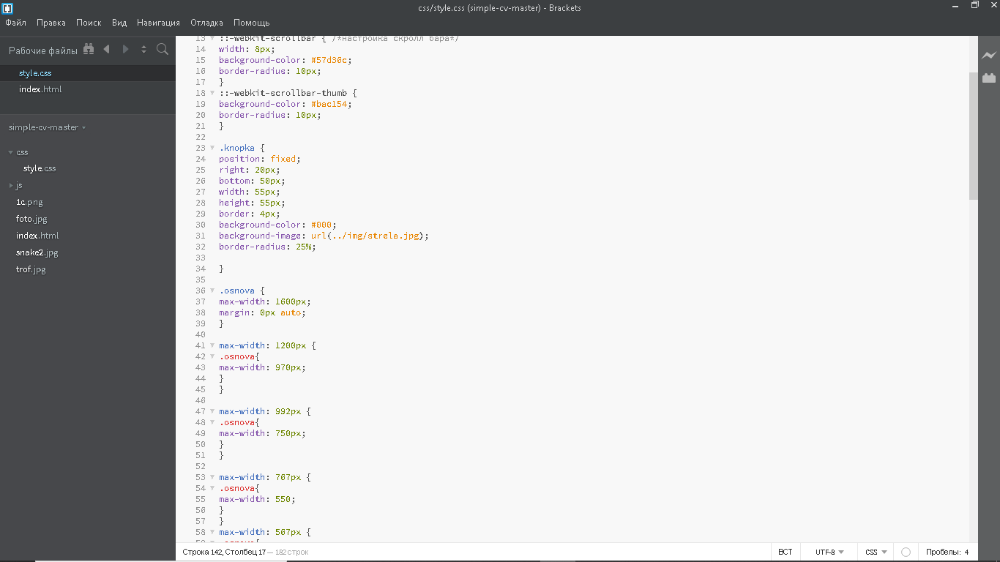 css/style.css (simple-cv-master) - Brackets
Файл Правка Поиск Вид Навигация Отладка Помощь
Рабочие файлы
style.css
index.html
simple-cv-master
css
style.css
js
1c.png
foto.jpg
index.html
snake2.jpg
trof.jpg
13 ::-webkit-scrollbar { /*настройка скролл бара*/
14 width: 8px;
15 background-color: #57d36c;
16 border-radius: 10px;
17 }
18 ::-webkit-scrollbar-thumb {
19 background-color: #bac154;
20 border-radius: 10px;
21 }
22
23 .knopka {
24 position: fixed;
25 right: 20px;
26 bottom: 50px;
27 width: 55px;
28 height: 55px;
29 border: 4px;
30 background-color: #000;
31 background-image: url(../img/strela.jpg);
32 border-radius: 25%;
33
34 }
35
36 .osnova {
37 max-width: 1600px;
38 margin: 0px auto;
39 }
40
41 max-width: 1200px {
42 .osnova{
43 max-width: 970px;
44 }
45 }
46
47 max-width: 992px {
48 .osnova{
49 max-width: 750px;
50 }
51 }
52
53 max-width: 767px {
54 .osnova{
55 max-width: 550;
56 }
57 }
58 max-width: 567px {
59 .osnova{
Строка 142, Столбец 17 — 182 строк ВСТ UTF-8 CSS Пробелы: 4